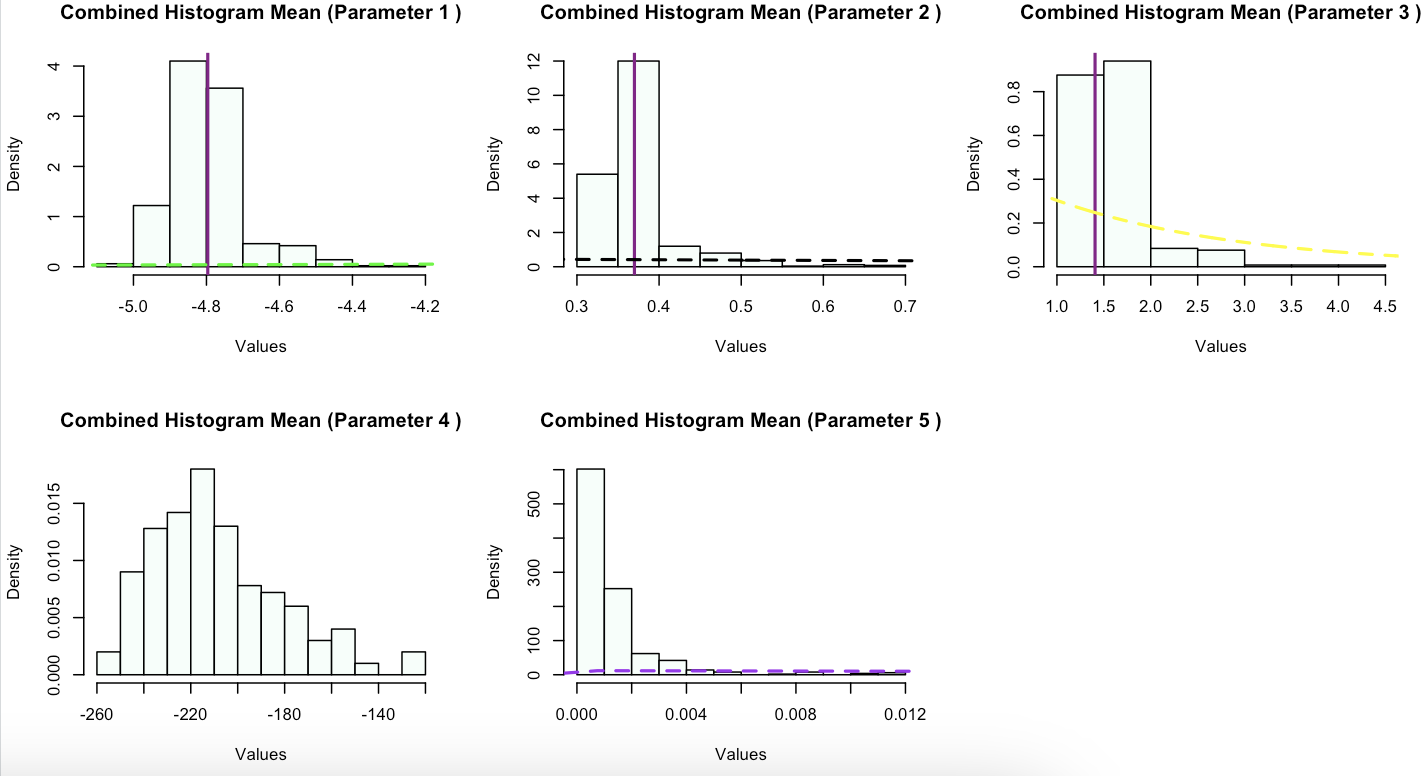 Combined Histogram Mean (Parameter 1 )
Density
0 1 2 3 4
-5.0 -4.8 -4.6 -4.4 -4.2
Values
Combined Histogram Mean (Parameter 2 )
Density
0 2 4 6 8 10 12
0.3 0.4 0.5 0.6 0.7
Values
Combined Histogram Mean (Parameter 3 )
Density
0.0 0.2 0.4 0.6 0.8
1.0 1.5 2.0 2.5 3.0 3.5 4.0 4.5
Values
Combined Histogram Mean (Parameter 4 )
Density
0.000 0.005 0.010 0.015
-260 -220 -180 -140
Values
Combined Histogram Mean (Parameter 5 )
Density
0 100 300 500
0.000 0.004 0.008 0.012
Values